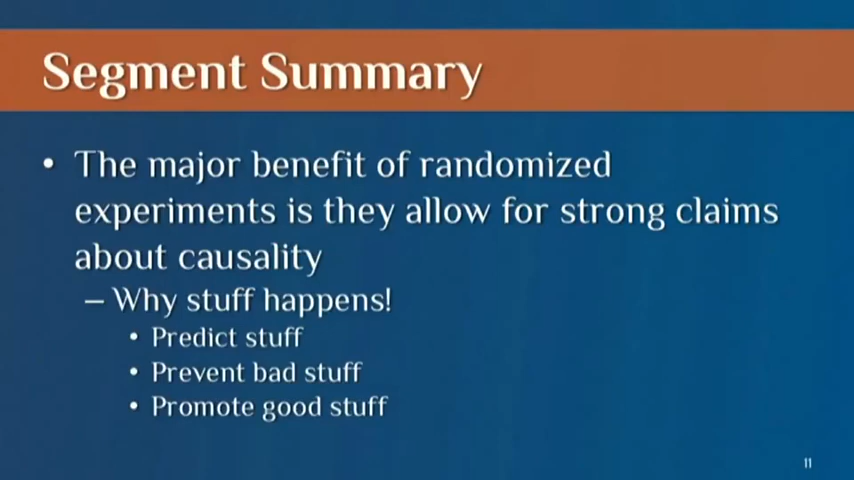 Segment Summary
• The major benefit of randomized
experiments is they allow for strong claims
about causality
– Why stuff happens!
• Predict stuff
• Prevent bad stuff
• Promote good stuff
11